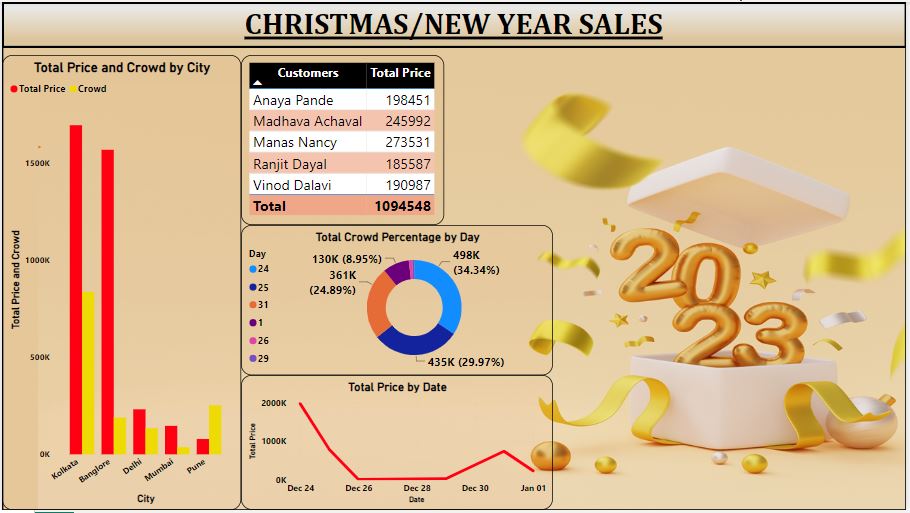 CHRISTMAS/NEW YEAR SALES
Total Price and Crowd by City
Total Price Crowd
1500K
1000K
500K
0K
Total Price and Crowd
Kolkata
Banglore
Delhi
Mumbai
Pune
City
Customers Total Price
Anaya Pande 198451
Madhava Achaval 245992
Manas Nancy 273531
Ranjit Dayal 185587
Vinod Dalavi 190987
Total 1094548
Total Crowd Percentage by Day
Day
24
25
31
1
26
29
130K (8.95%)
361K
(24.89%)
498K
(34.34%)
435K (29.97%)
Total Price by Date
2000K
1000K
0K
Total Price
Dec 24 Dec 26 Dec 28 Dec 30 Jan 01
Date
20
23